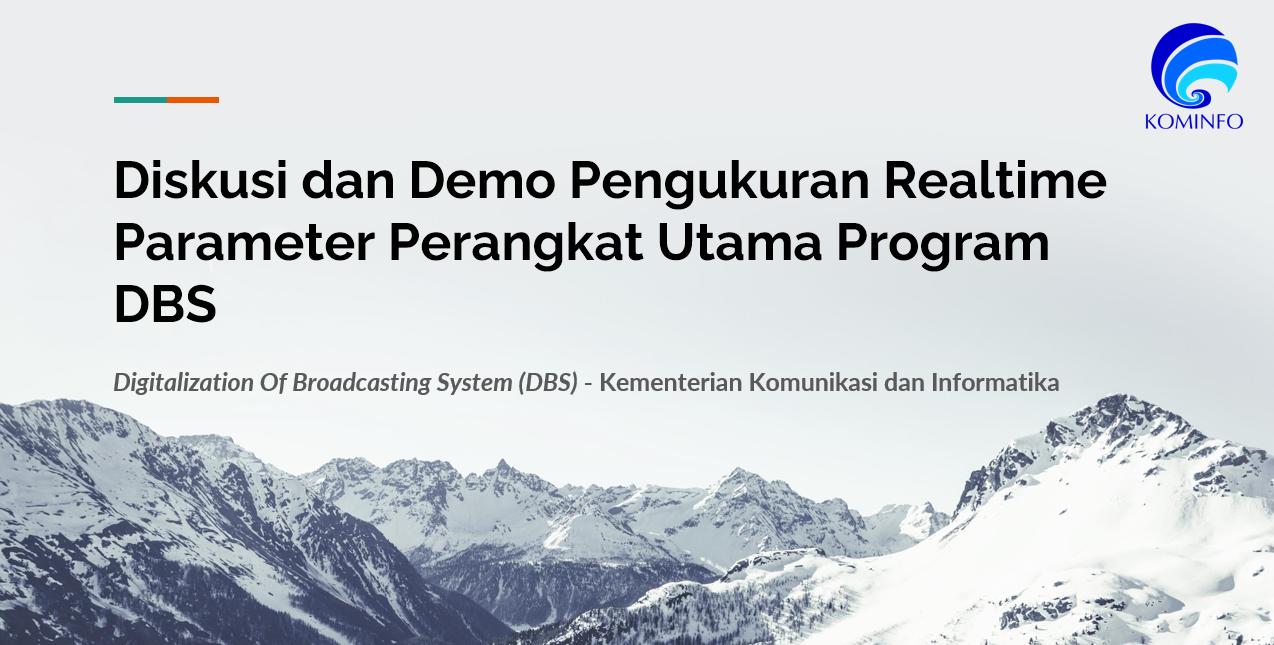 KOMINFO
Diskusi dan Demo Pengukuran Realtime
Parameter Perangkat Utama Program
DBS
Digitalization Of Broadcasting System (DBS) - Kementerian Komunikasi dan Informatika